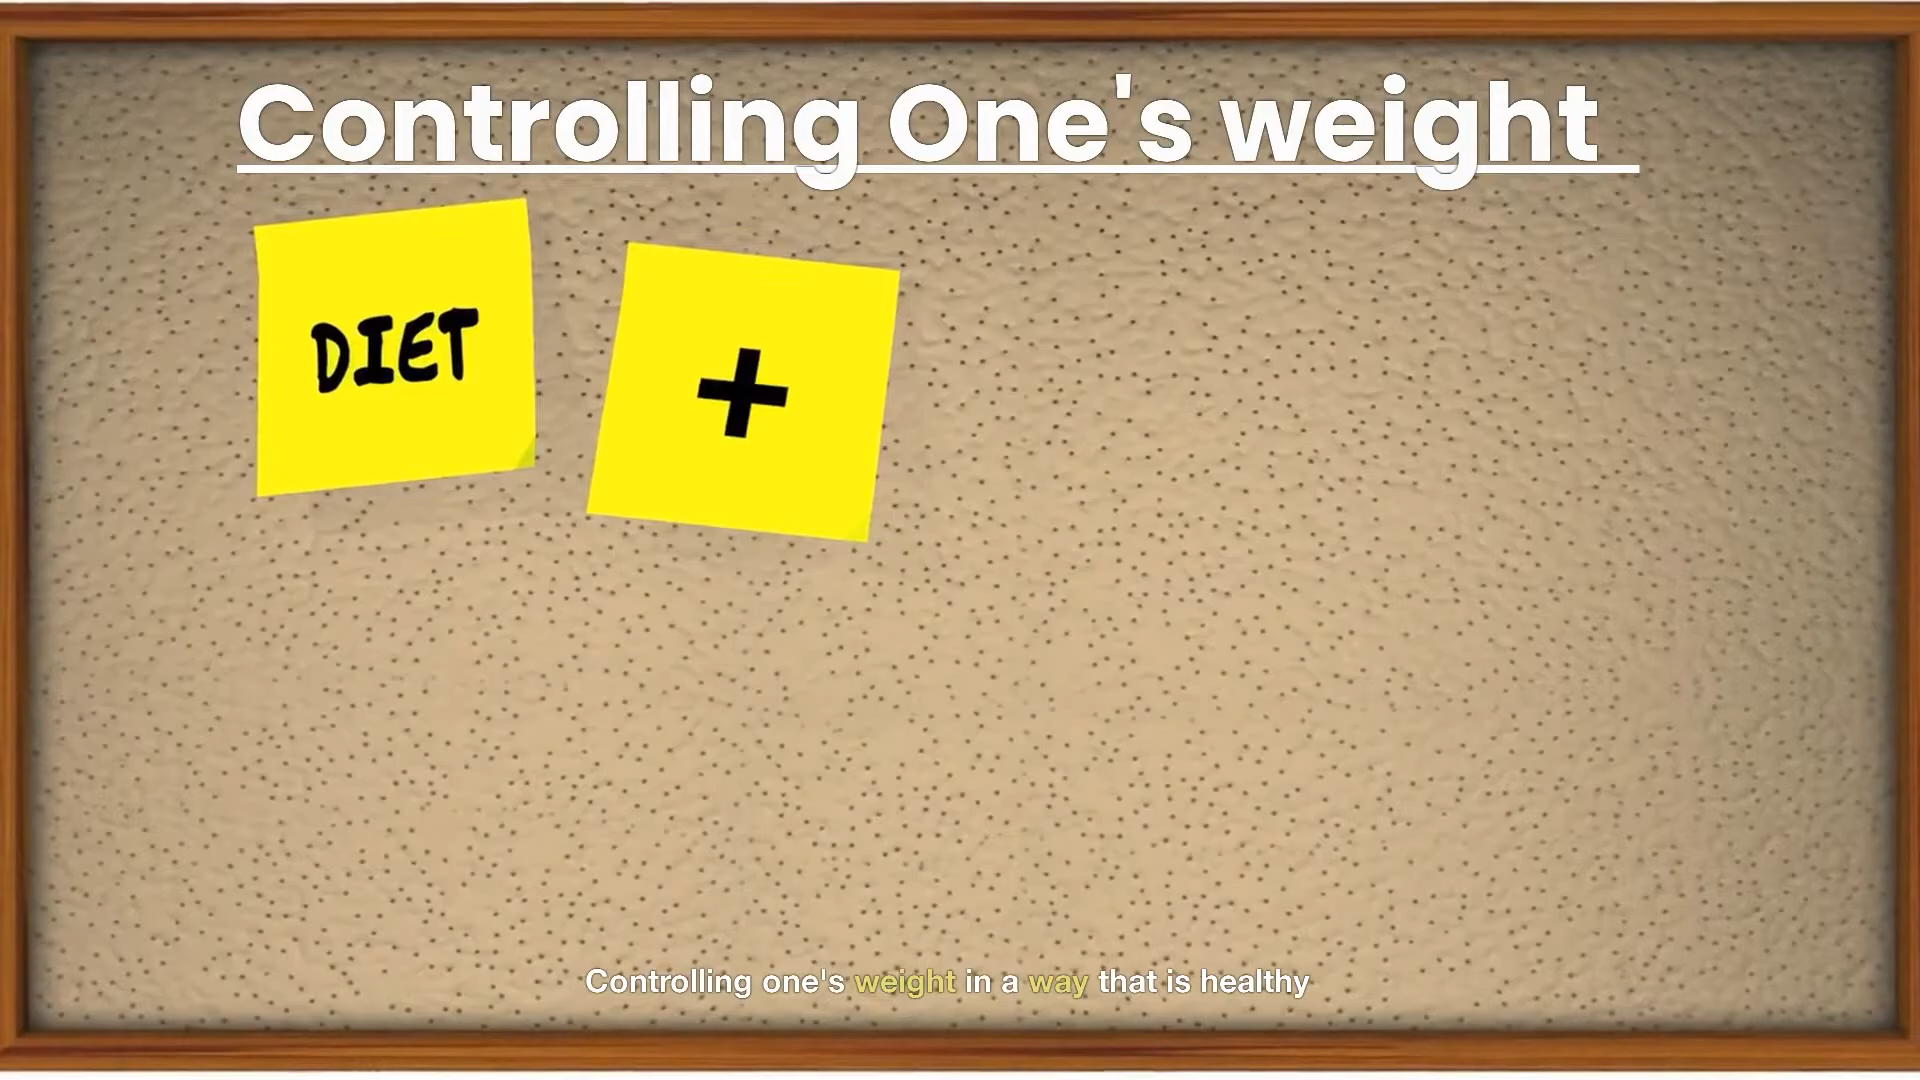 Controlling One's weight
DIET
+
Controlling one's weight in a way that is healthy